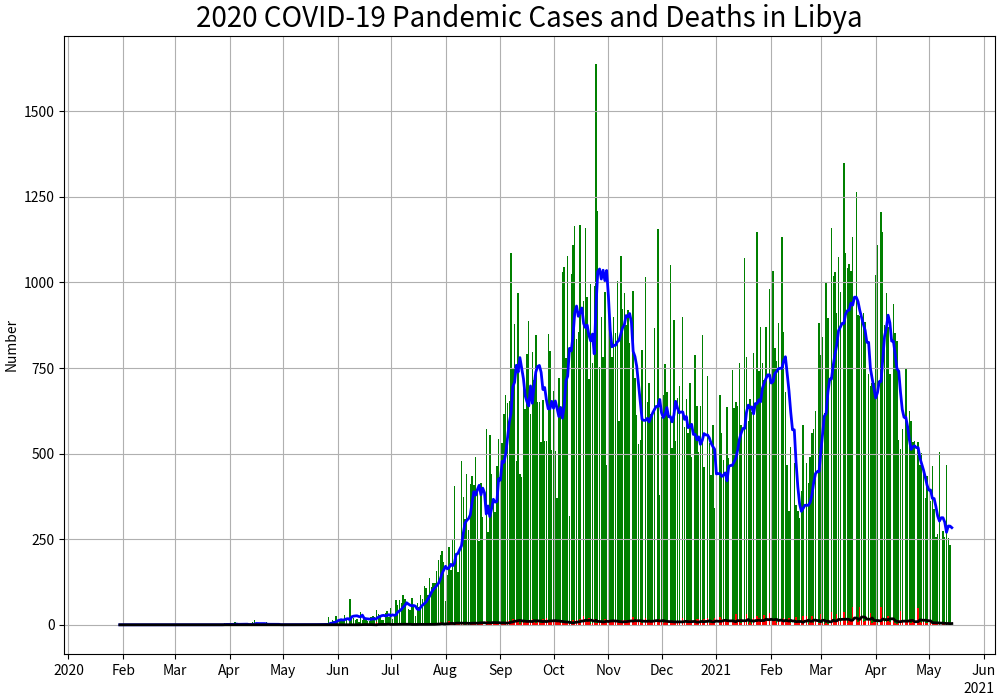 2020 COVID-19 Pandemic Cases and Deaths in Libya
Number
1500
1250
1000
750
500
250
0
2020 Feb Mar Apr May Jun Jul Aug Sep Oct Nov Dec 2021 Feb Mar Apr May Jun
2021